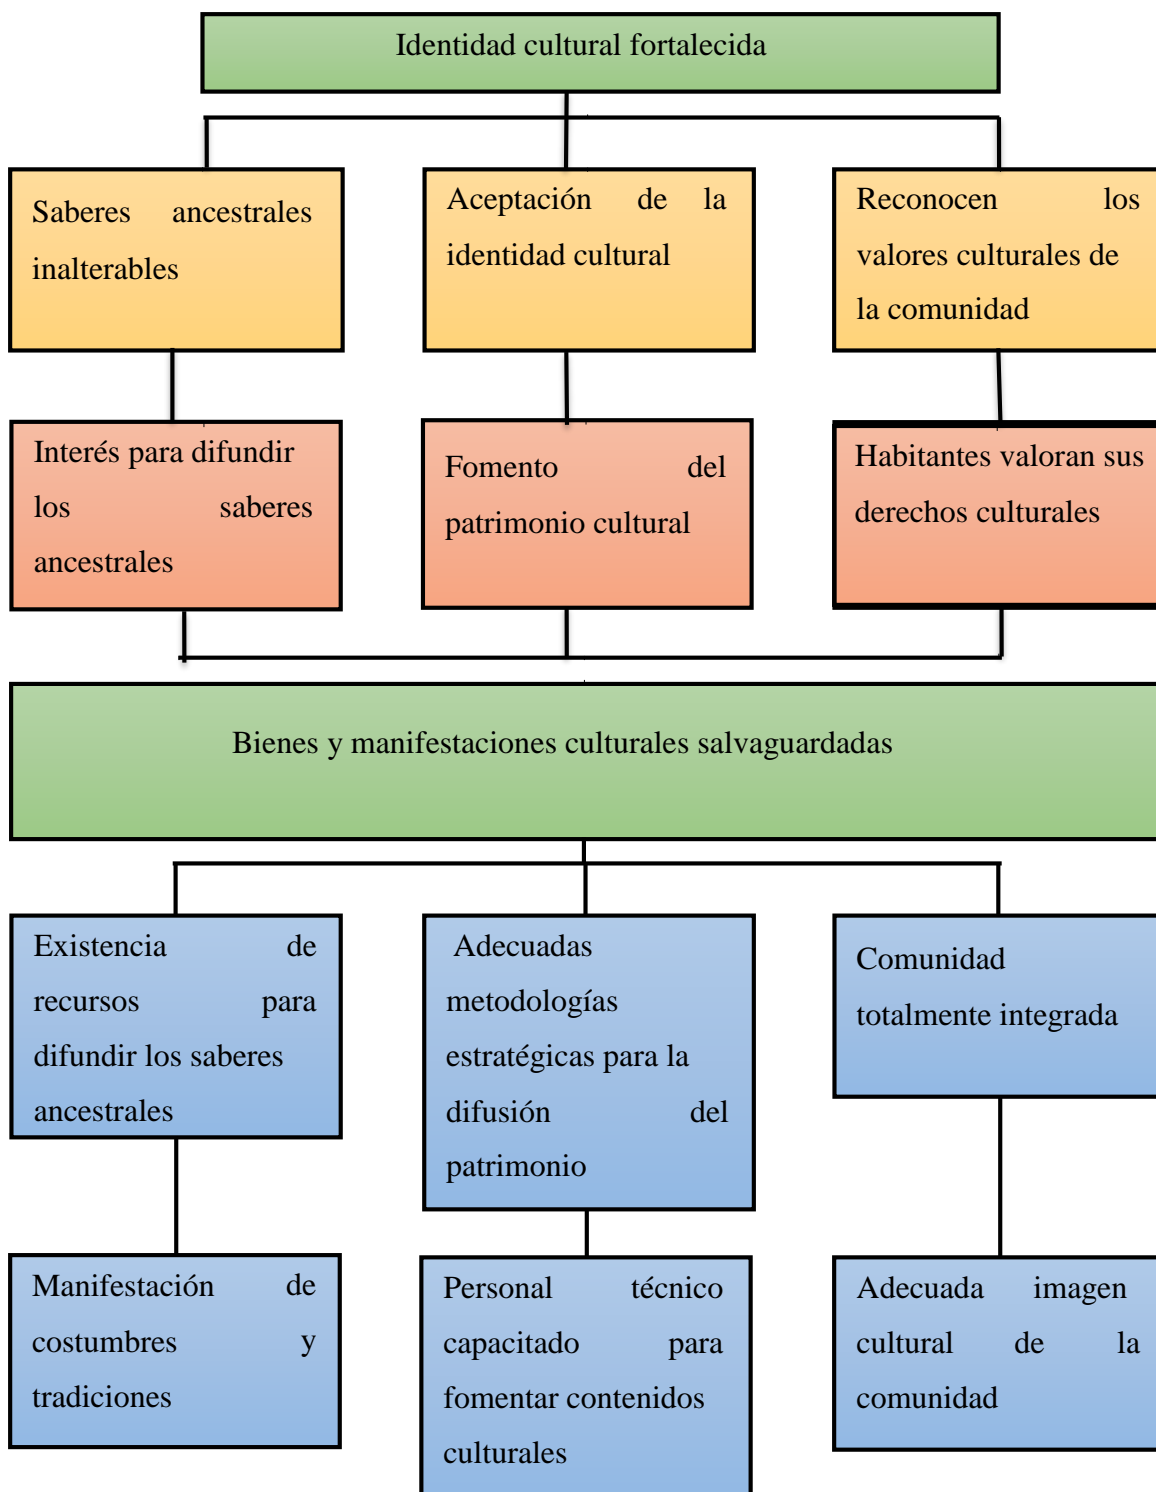 Identidad cultural fortalecida
Saberes ancestrales
inalterables
Aceptación de la
identidad cultural
Reconocen los
valores culturales de
la comunidad
Interés para difundir
los saberes
ancestrales
Fomento del
patrimonio cultural
Habitantes valoran sus
derechos culturales
Bienes y manifestaciones culturales salvaguardadas
Existencia de
recursos para
difundir los saberes
ancestrales
Adecuadas
metodologías
estratégicas para la
difusión del
patrimonio
Comunidad
totalmente integrada
Manifestación de
costumbres y
tradiciones
Personal técnico
capacitado para
fomentar contenidos
culturales
Adecuada imagen
cultural de la
comunidad